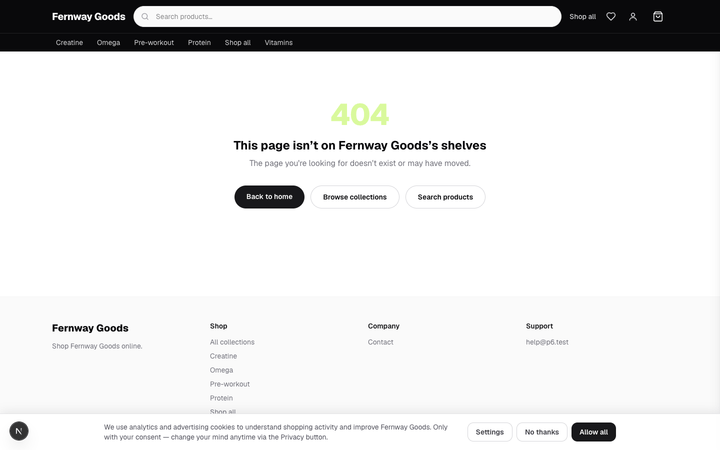 Fernway Goods
Search products...
Shop all
Creatine
Omega
Pre-workout
Protein
Shop all
Vitamins
404
This page isn’t on Fernway Goods’s shelves
The page you’re looking for doesn’t exist or may have moved.
Back to home
Browse collections
Search products
Fernway Goods
Shop Fernway Goods online.
Shop
All collections
Creatine
Omega
Pre-workout
Protein
Shop all
Company
Contact
Support
help@p6.test
N
We use analytics and advertising cookies to understand shopping activity and improve Fernway Goods. Only
with your consent — change your mind anytime via the Privacy button.
Settings
No thanks
Allow all